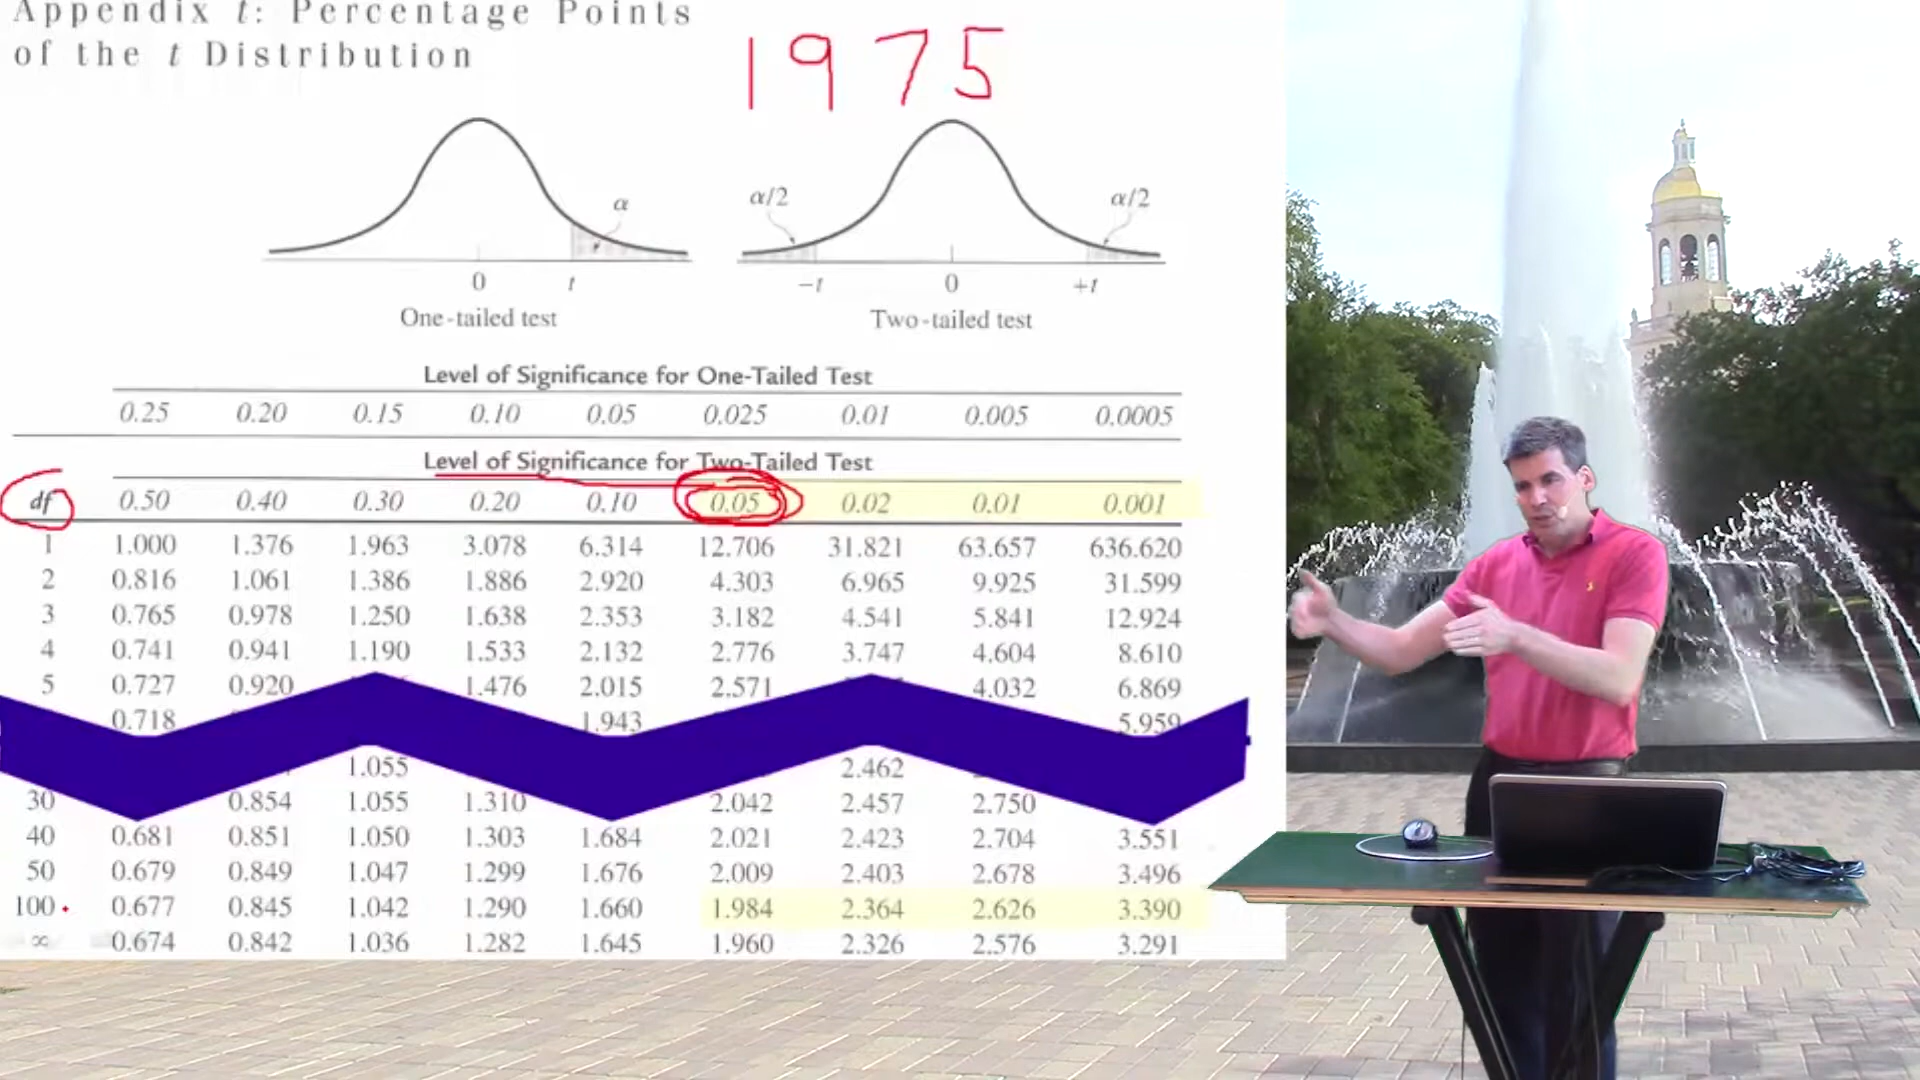 Appendix t: Percentage Points
of the t Distribution
1975
α α/2 α/2
0 t −t 0 +t
One-tailed test Two-tailed test
Level of Significance for One-Tailed Test
0.25 0.20 0.15 0.10 0.05 0.025 0.01 0.005 0.0005
Level of Significance for Two-Tailed Test
df 0.50 0.40 0.30 0.20 0.10 0.05 0.02 0.01 0.001
1 1.000 1.376 1.963 3.078 6.314 12.706 31.821 63.657 636.620
2 0.816 1.061 1.386 1.886 2.920 4.303 6.965 9.925 31.599
3 0.765 0.978 1.250 1.638 2.353 3.182 4.541 5.841 12.924
4 0.741 0.941 1.190 1.533 2.132 2.776 3.747 4.604 8.610
5 0.727 0.920 1.476 2.015 2.571 4.032 6.869
0.718 1.943 5.959
1.055 2.462
30 0.854 1.055 1.310 2.042 2.457 2.750
40 0.681 0.851 1.050 1.303 1.684 2.021 2.423 2.704 3.551
50 0.679 0.849 1.047 1.299 1.676 2.009 2.403 2.678 3.496
100 0.677 0.845 1.042 1.290 1.660 1.984 2.364 2.626 3.390
∞ 0.674 0.842 1.036 1.282 1.645 1.960 2.326 2.576 3.291